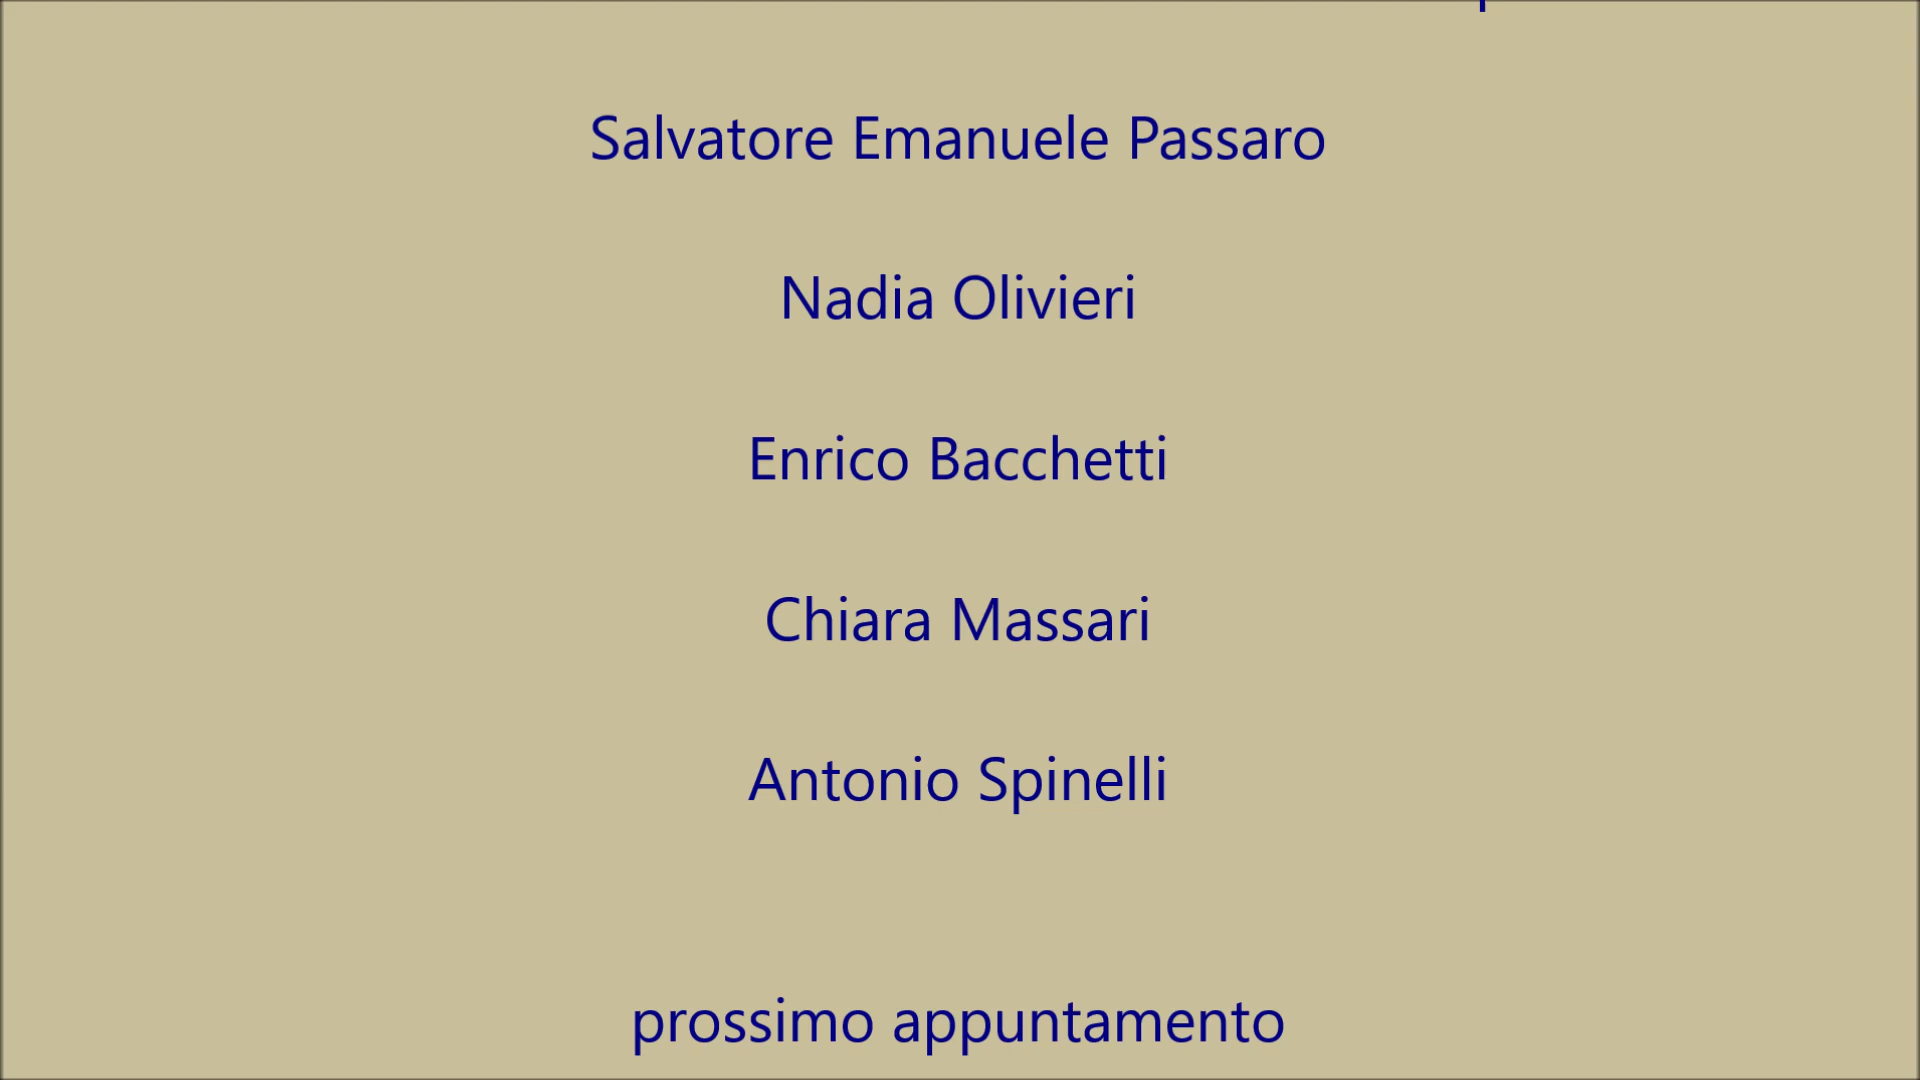 Salvatore Emanuele Passaro
Nadia Olivieri
Enrico Bacchetti
Chiara Massari
Antonio Spinelli
prossimo appuntamento